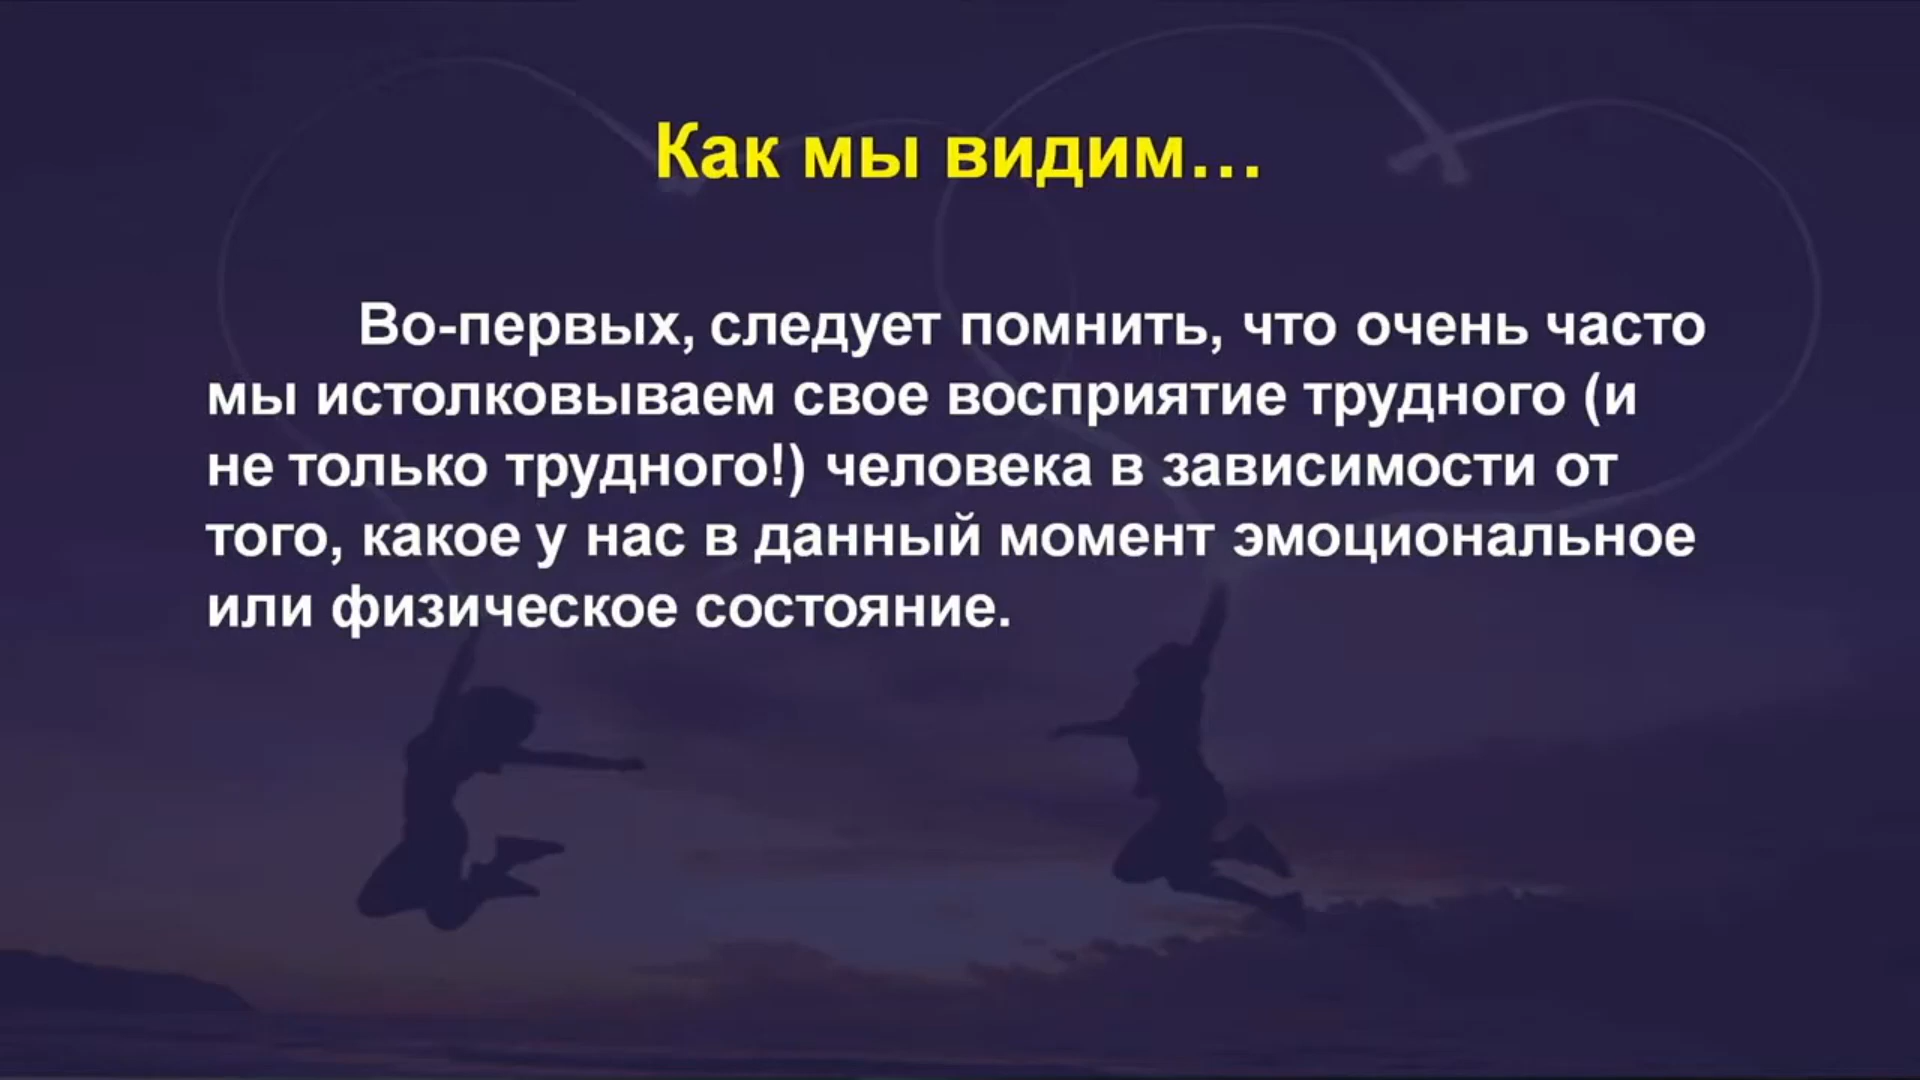 Как мы видим…
Во-первых, следует помнить, что очень часто
мы истолковываем свое восприятие трудного (и
не только трудного!) человека в зависимости от
того, какое у нас в данный момент эмоциональное
или физическое состояние.